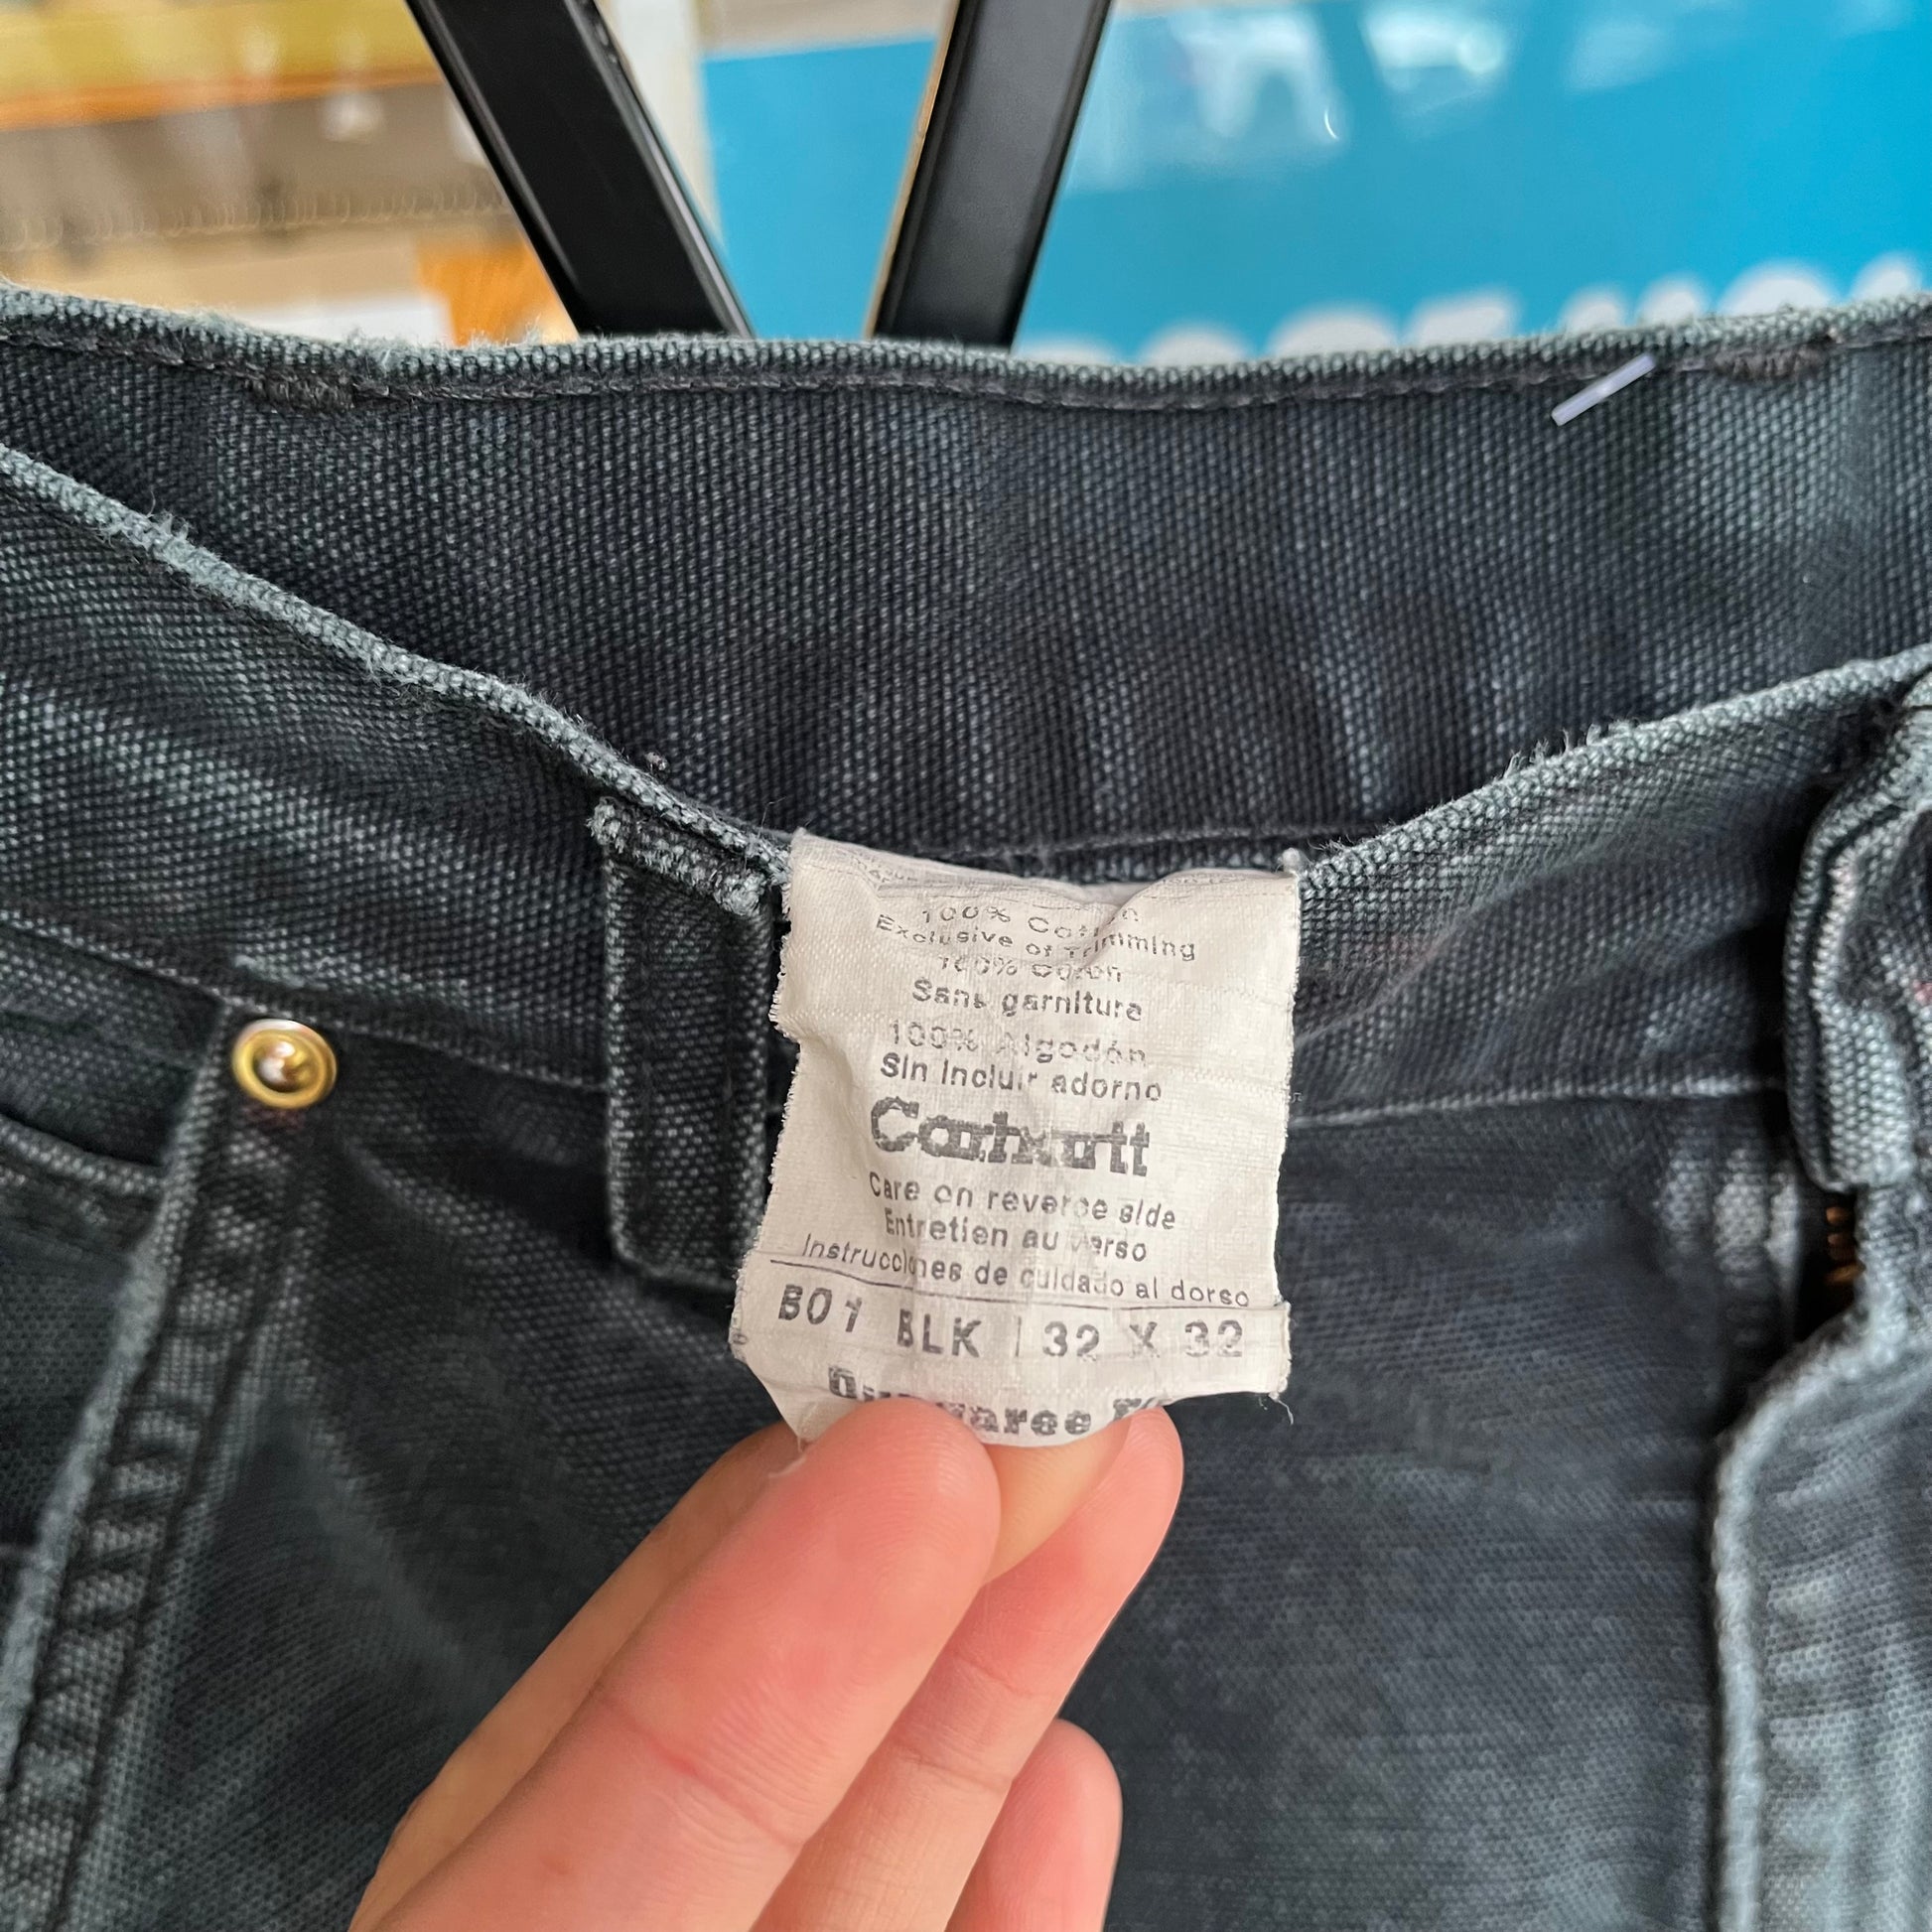 100% Cotton
Exclusive of Trimming
100% Coton
Sans garniture
100% Algodón
Sin incluir adorno
Carhartt
Care on reverse side
Entretien au verso
Instrucciones de cuidado al dorso
B01 BLK | 32 X 32